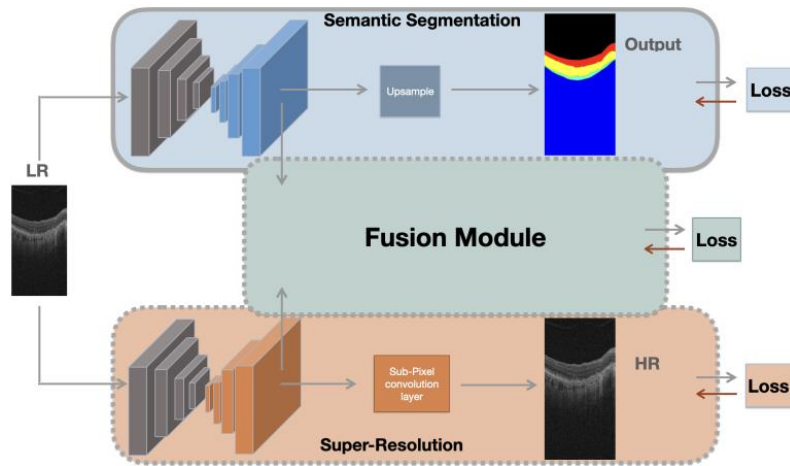 Semantic Segmentation
Output
Upsample
Loss
LR
Fusion Module
Loss
Sub-Pixel
convolution
layer
HR
Loss
Super-Resolution